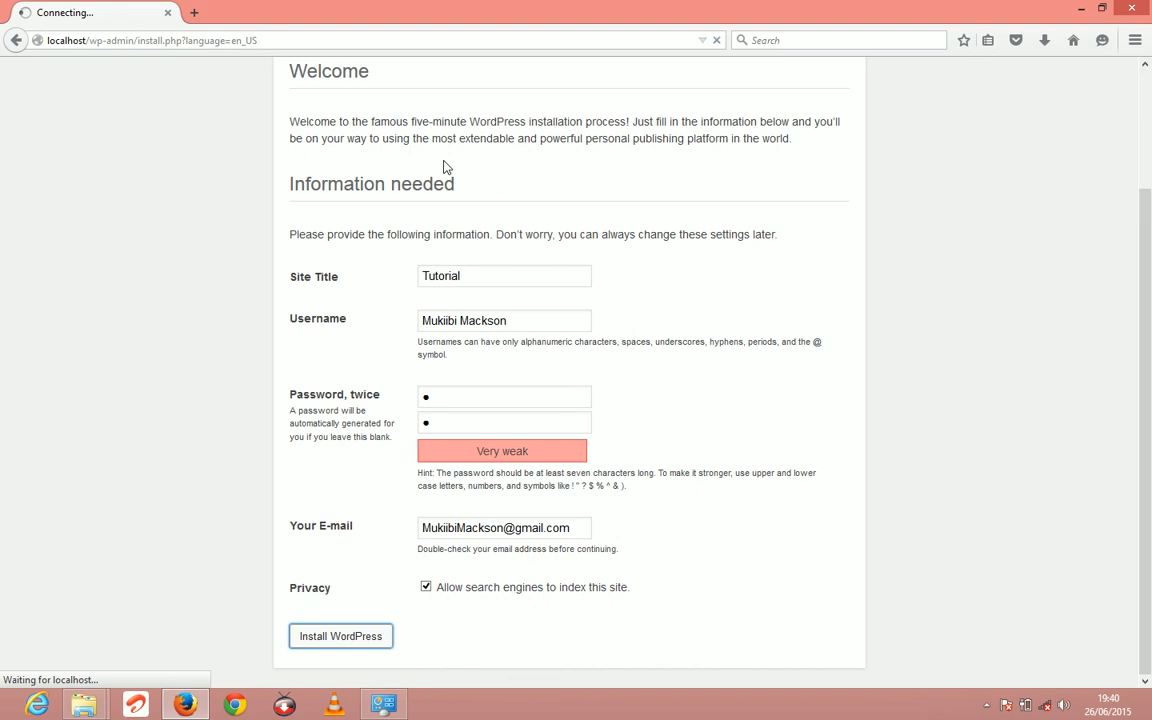 Connecting...
localhost/wp-admin/install.php?language=en_US
Search
Welcome
Welcome to the famous five-minute WordPress installation process! Just fill in the information below and you'll
be on your way to using the most extendable and powerful personal publishing platform in the world.
Information needed
Please provide the following information. Don't worry, you can always change these settings later.
Site Title
Tutorial
Username
Mukiibi Mackson
Usernames can have only alphanumeric characters, spaces, underscores, hyphens, periods, and the @
symbol.
Password, twice
A password will be
automatically generated for
you if you leave this blank.
Very weak
Hint: The password should be at least seven characters long. To make it stronger, use upper and lower
case letters, numbers, and symbols like ! " ? $ % ^ & ).
Your E-mail
MukiibiMackson@gmail.com
Double-check your email address before continuing.
Privacy
Allow search engines to index this site.
Install WordPress
Waiting for localhost...
19:40
26/06/2015